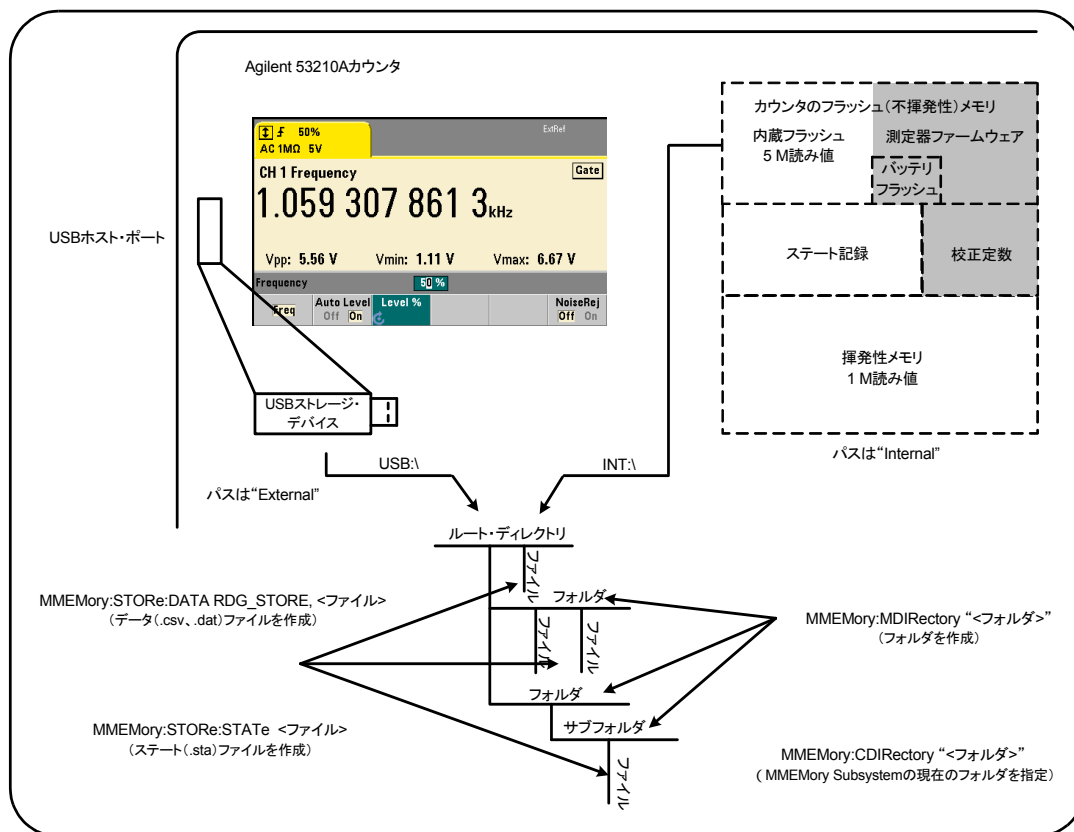 Agilent 53210Aカウンタ
50%
AC 1MΩ 5V
ExtRef
CH 1 Frequency
Gate
1.059 307 861 3kHz
Vpp: 5.56 V Vmin: 1.11 V Vmax: 6.67 V
Frequency
50 %
Freq
Auto Level
Off On
Level %
NoiseRej
Off On
USBホスト・ポート
USBストレージ・
デバイス
カウンタのフラッシュ(不揮発性)メモリ
内蔵フラッシュ
5 M読み値
測定器ファームウェア
バッテリ
フラッシュ
ステート記録
校正定数
揮発性メモリ
1 M読み値
パスは“Internal”
USB:\
INT:\
パスは“External”
ルート・ディレクトリ
ファイル
フォルダ
ファイル
ファイル
フォルダ
サブフォルダ
ファイル
MMEMory:STORe:DATA RDG_STORE, <ファイル>
(データ(.csv、.dat)ファイルを作成)
MMEMory:STORe:STATe <ファイル>
(ステート(.sta)ファイルを作成)
MMEMory:MDIRectory “<フォルダ>”
(フォルダを作成)
MMEMory:CDIRectory “<フォルダ>”
( MMEMory Subsystemの現在のフォルダを指定)